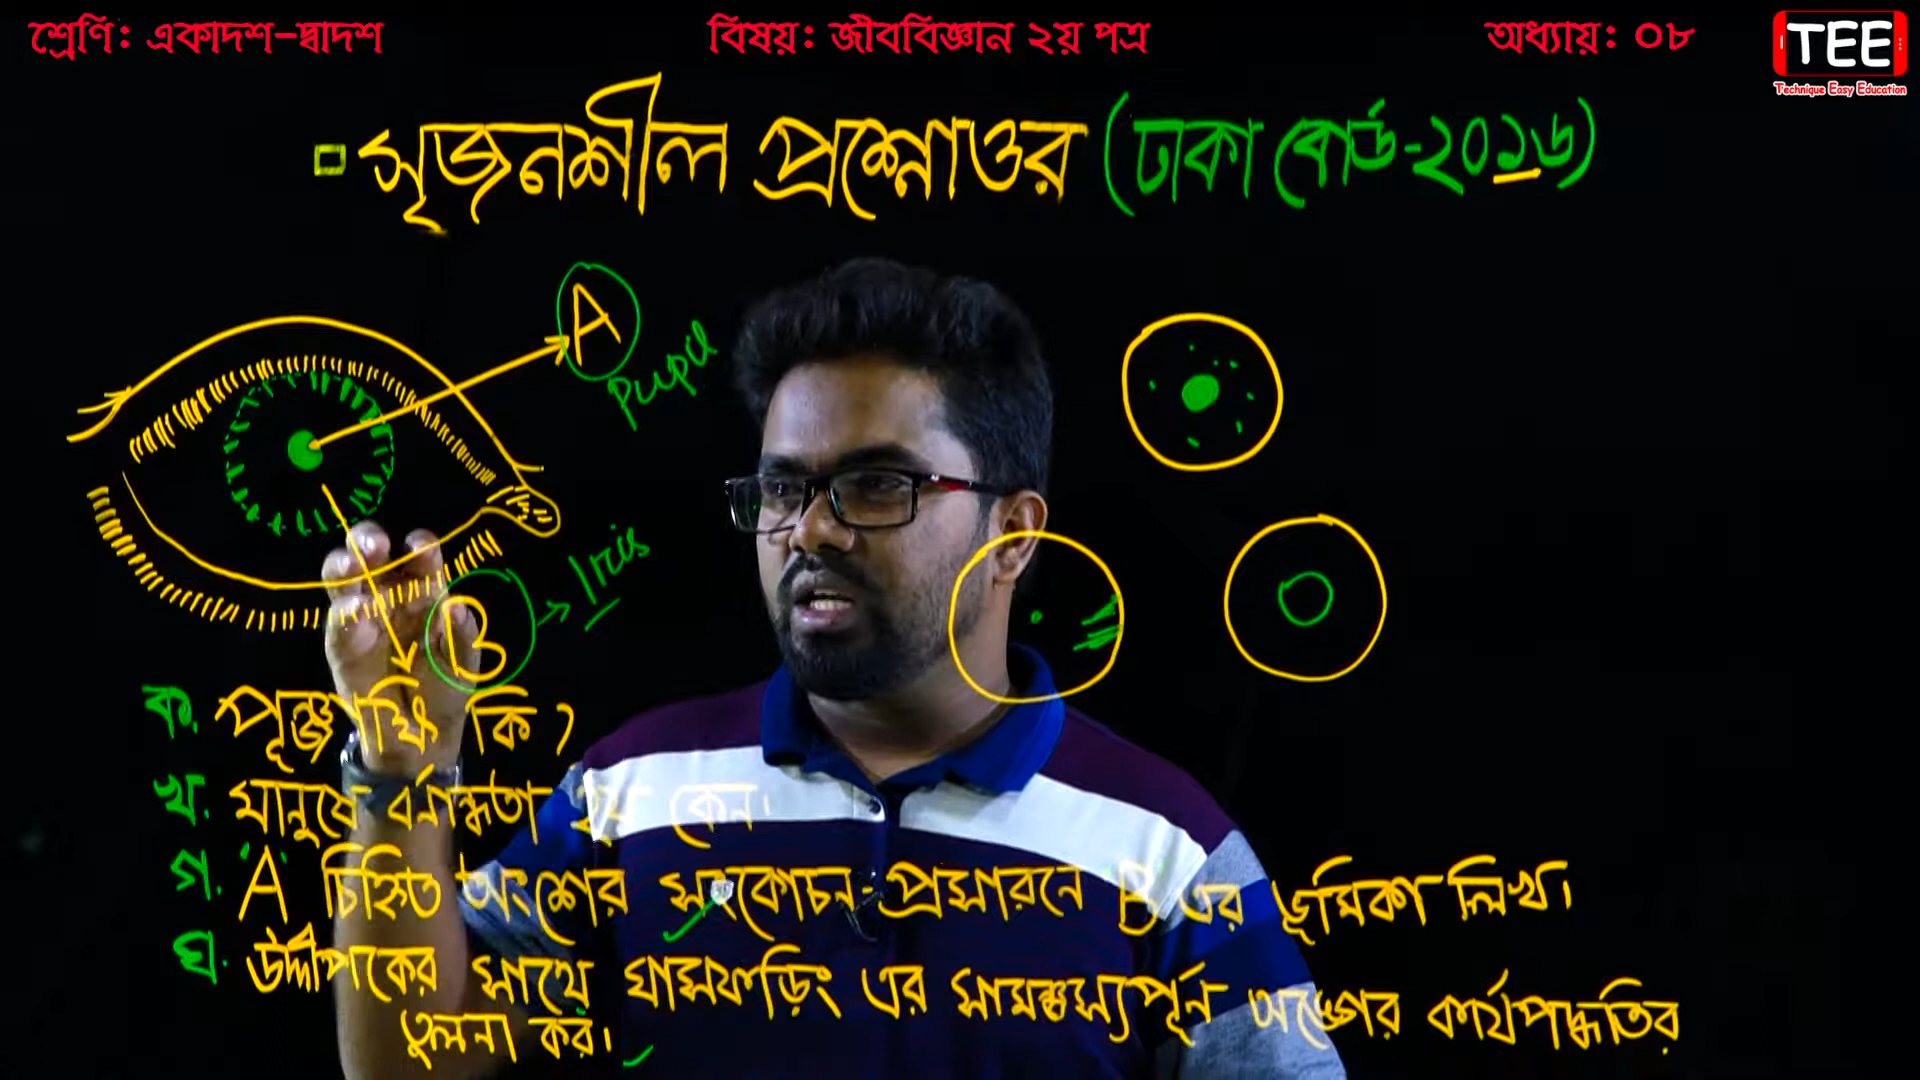 শ্রেণি: একাদশ-দ্বাদশ
বিষয়: জীববিজ্ঞান ২য় পত্র
অধ্যায়: ০৮
TEE
Technique Easy Education
সৃজনশীল প্রশ্নোত্তর (ঢাকা বোর্ড-২০১৬)
A
Pupil
B → Iris
ক. পূঞ্জাক্ষি কি?
খ. মানুষে বর্ণান্ধতা হয় কেন।
গ. A চিহ্নিত অংশের সংকোচন-প্রসারনে B এর ভূমিকা লিখ।
ঘ. উর্দ্দীপকের সাথে ঘাসফড়িং এর সামঞ্জস্যপূর্ন অঙ্গের কার্যপদ্ধতির
তুলনা কর।